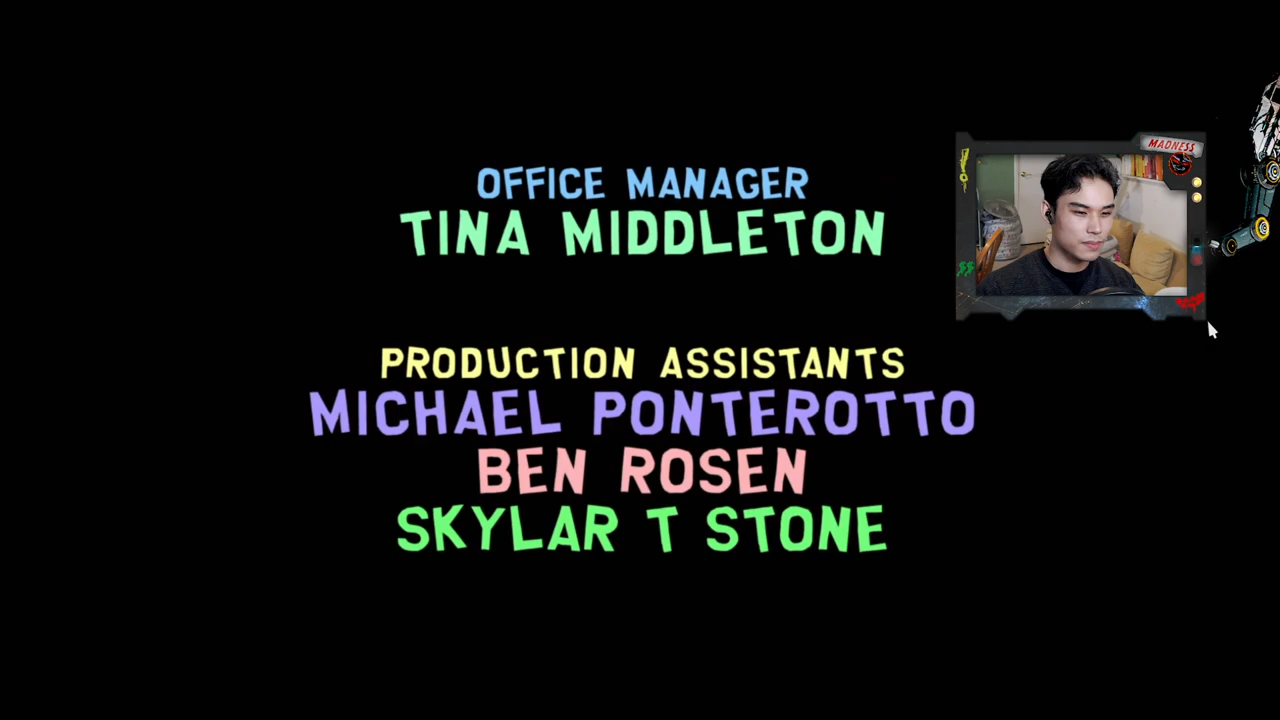 OFFICE MANAGER
TINA MIDDLETON
MADNESS
PRODUCTION ASSISTANTS
MICHAEL PONTEROTTO
BEN ROSEN
SKYLAR T STONE
$$